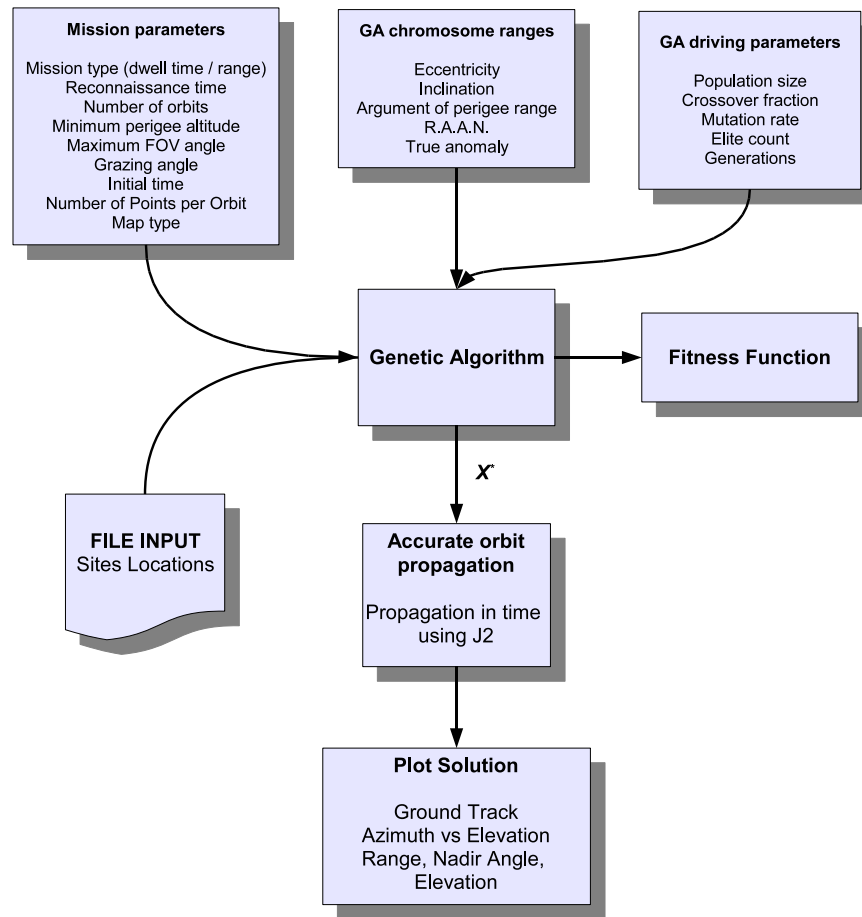 Mission parameters
Mission type (dwell time / range)
Reconnaissance time
Number of orbits
Minimum perigee altitude
Maximum FOV angle
Grazing angle
Initial time
Number of Points per Orbit
Map type
GA chromosome ranges
Eccentricity
Inclination
Argument of perigee range
R.A.A.N.
True anomaly
GA driving parameters
Population size
Crossover fraction
Mutation rate
Elite count
Generations
Genetic Algorithm
Fitness Function
X*
FILE INPUT
Sites Locations
Accurate orbit
propagation
Propagation in time
using J2
Plot Solution
Ground Track
Azimuth vs Elevation
Range, Nadir Angle,
Elevation